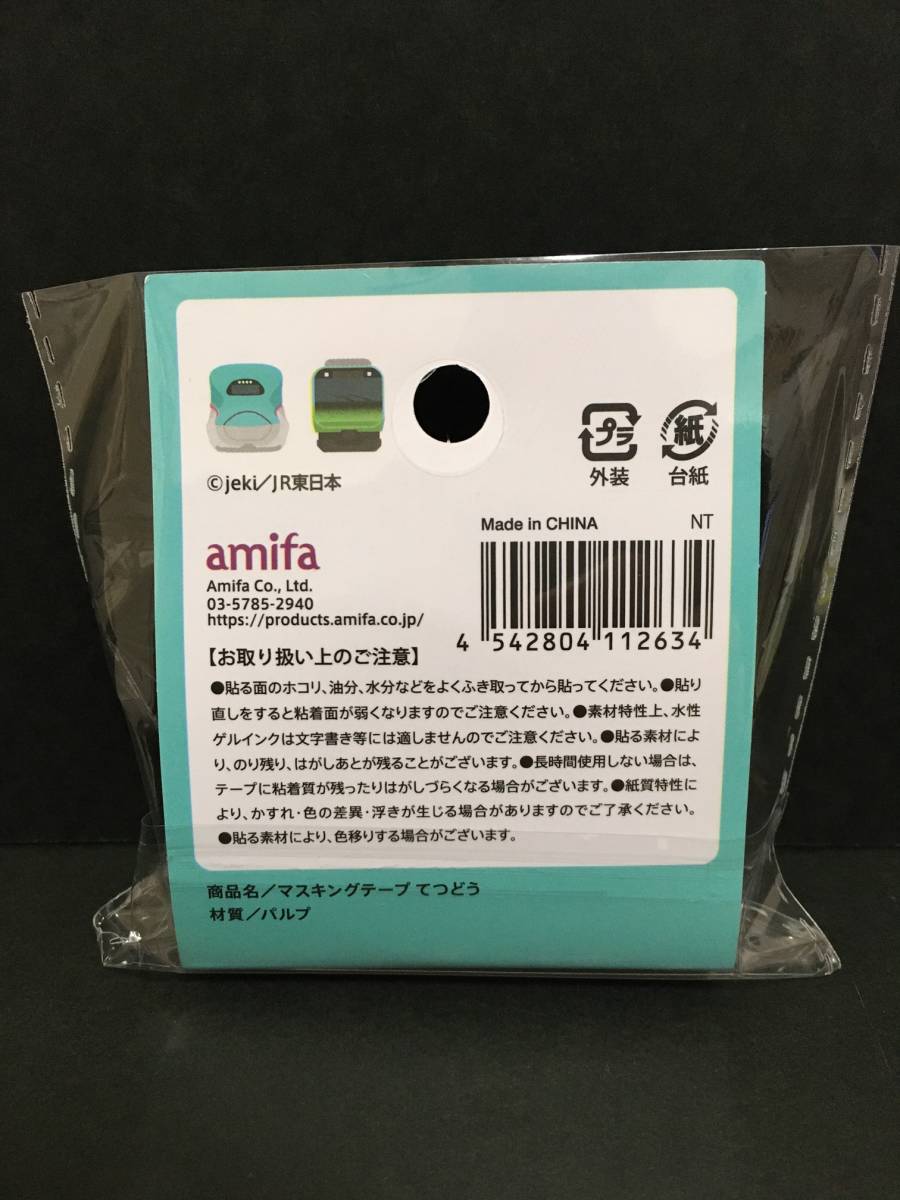 プラ
外装
紙
台紙
©jeki／JR東日本
Made in CHINA NT
amifa
Amifa Co., Ltd.
03-5785-2940
https://products.amifa.co.jp/
4 542804 112634
【お取り扱い上のご注意】
●貼る面のホコリ、油分、水分などをよくふき取ってから貼ってください。●貼り
直しをすると粘着面が弱くなりますのでご注意ください。●素材特性上、水性
ゲルインクは文字書き等には適しませんのでご注意ください。●貼る素材によ
り、のり残り、はがしあとが残ることがございます。●長時間使用しない場合は、
テープに粘着質が残ったりはがしづらくなる場合がございます。●紙質特性に
より、かすれ・色の差異・浮きが生じる場合がありますのでご了承ください。
●貼る素材により、色移りする場合がございます。
商品名／マスキングテープ てつどう
材質／パルプ